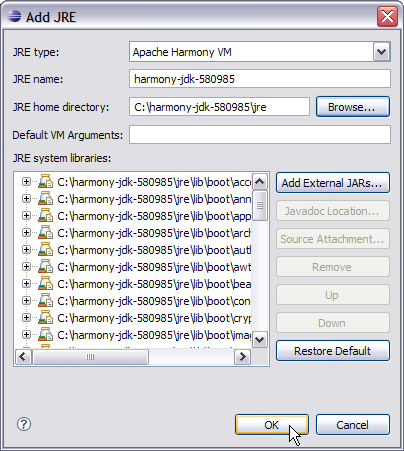 Add JRE
JRE type: Apache Harmony VM
JRE name: harmony-jdk-580985
JRE home directory: C:\harmony-jdk-580985\jre Browse...
Default VM Arguments:
JRE system libraries:
C:\harmony-jdk-580985\jre\lib\boot\acce
C:\harmony-jdk-580985\jre\lib\boot\ann
C:\harmony-jdk-580985\jre\lib\boot\app
C:\harmony-jdk-580985\jre\lib\boot\arch
C:\harmony-jdk-580985\jre\lib\boot\auth
C:\harmony-jdk-580985\jre\lib\boot\awt
C:\harmony-jdk-580985\jre\lib\boot\bea
C:\harmony-jdk-580985\jre\lib\boot\con
C:\harmony-jdk-580985\jre\lib\boot\cryp
C:\harmony-jdk-580985\jre\lib\boot\imag
Add External JARs...
Javadoc Location...
Source Attachment...
Remove
Up
Down
Restore Default
?
OK
Cancel